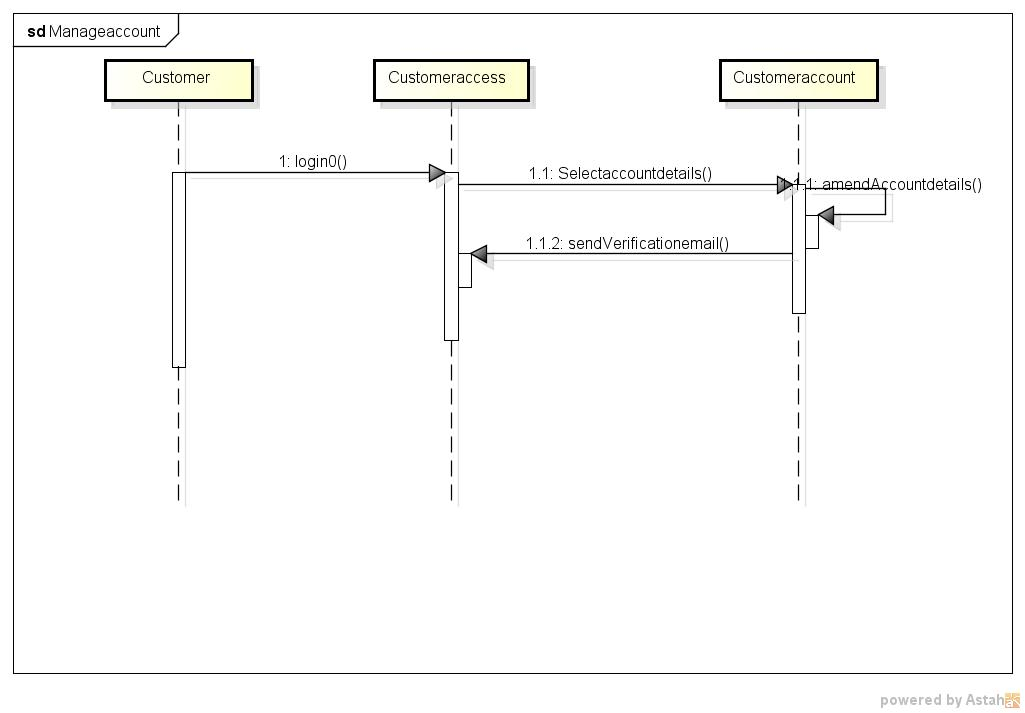 sd Manageaccount
Customer
Customeraccess
Customeraccount
1: login0()
1.1: Selectaccountdetails()
1.1.1: amendAccountdetails()
1.1.2: sendVerificationemail()
powered by Astah